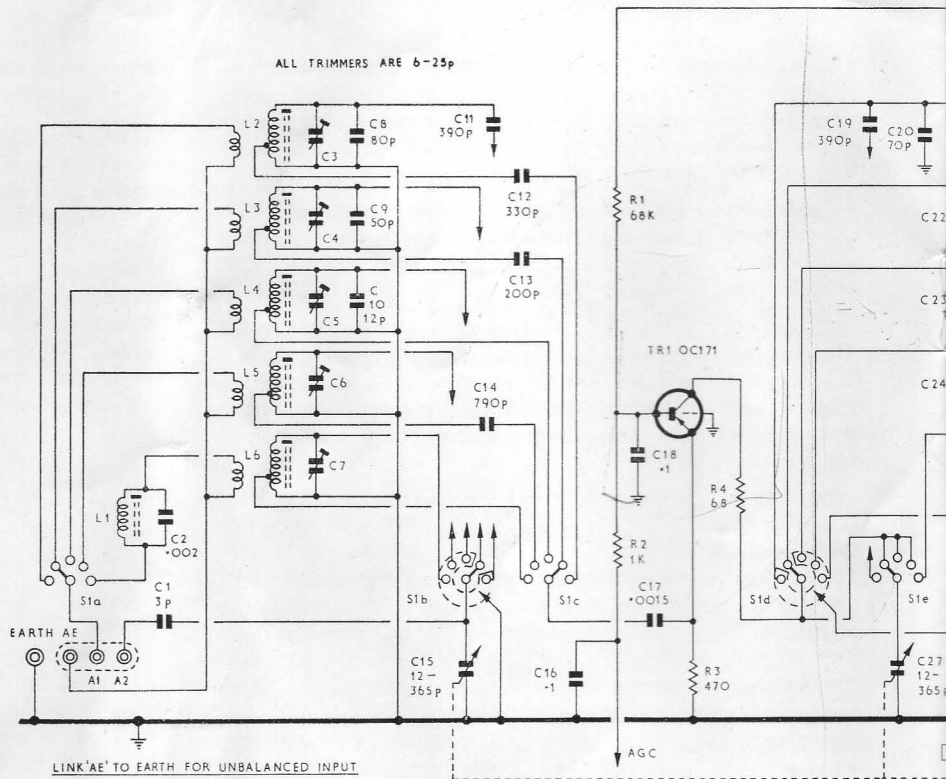 ALL TRIMMERS ARE 6-25p
L2
C3
C8
80p
C11
390p
C19
390p
C20
70p
L3
C4
C9
50p
C12
330p
R1
68K
C22
L4
C5
C
10
12p
C13
200p
C23
TR1 OC171
L5
C6
C14
790p
C24
L6
C7
C18
·1
R4
68
L1
C2
·002
R2
1K
S1a
C1
3p
S1b
S1c
C17
·0015
S1d
S1e
EARTH AE
A1 A2
C15
12-
365p
C16
·1
R3
470
C27
12-
365p
AGC
LINK 'AE' TO EARTH FOR UNBALANCED INPUT